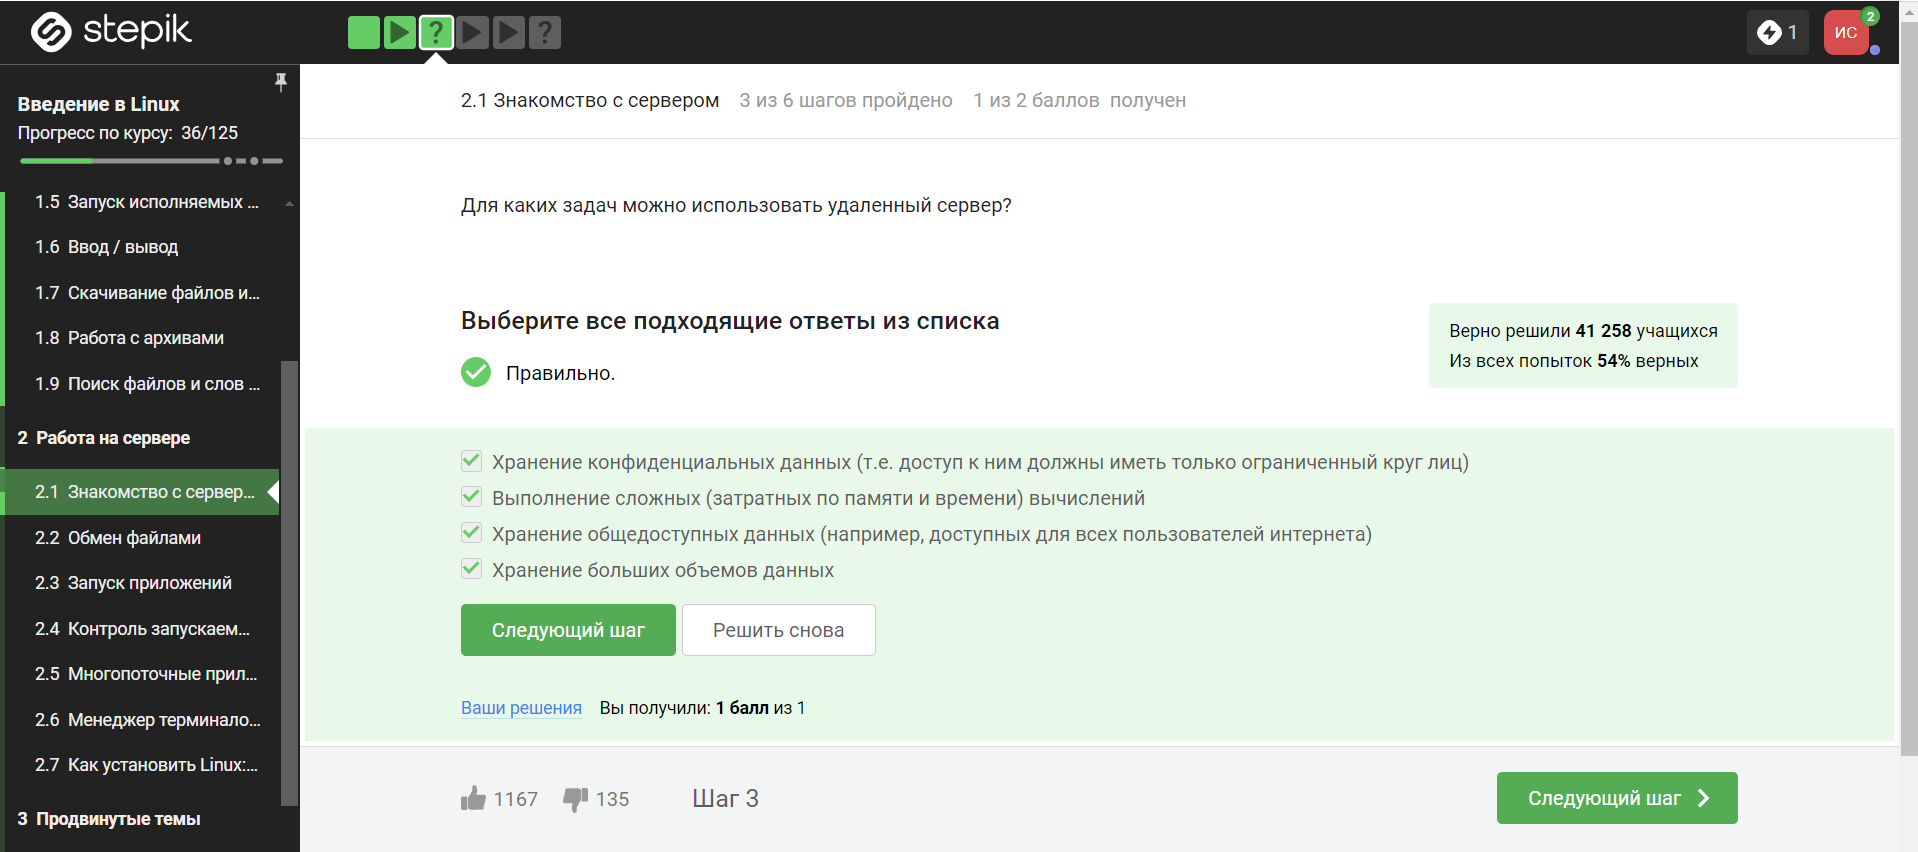 stepik
?
?
1
ИС
2
Введение в Linux
Прогресс по курсу: 36/125
1.5 Запуск исполняемых ...
1.6 Ввод / вывод
1.7 Скачивание файлов и...
1.8 Работа с архивами
1.9 Поиск файлов и слов ...
2 Работа на сервере
2.1 Знакомство с сервер...
2.2 Обмен файлами
2.3 Запуск приложений
2.4 Контроль запускаем...
2.5 Многопоточные прил...
2.6 Менеджер терминало...
2.7 Как установить Linux:...
3 Продвинутые темы
2.1 Знакомство с сервером 3 из 6 шагов пройдено 1 из 2 баллов получен
Для каких задач можно использовать удаленный сервер?
Выберите все подходящие ответы из списка
Правильно.
Верно решили 41 258 учащихся
Из всех попыток 54% верных
Хранение конфиденциальных данных (т.е. доступ к ним должны иметь только ограниченный круг лиц)
Выполнение сложных (затратных по памяти и времени) вычислений
Хранение общедоступных данных (например, доступных для всех пользователей интернета)
Хранение больших объемов данных
Следующий шаг Решить снова
Ваши решения Вы получили: 1 балл из 1
1167 135 Шаг 3 Следующий шаг